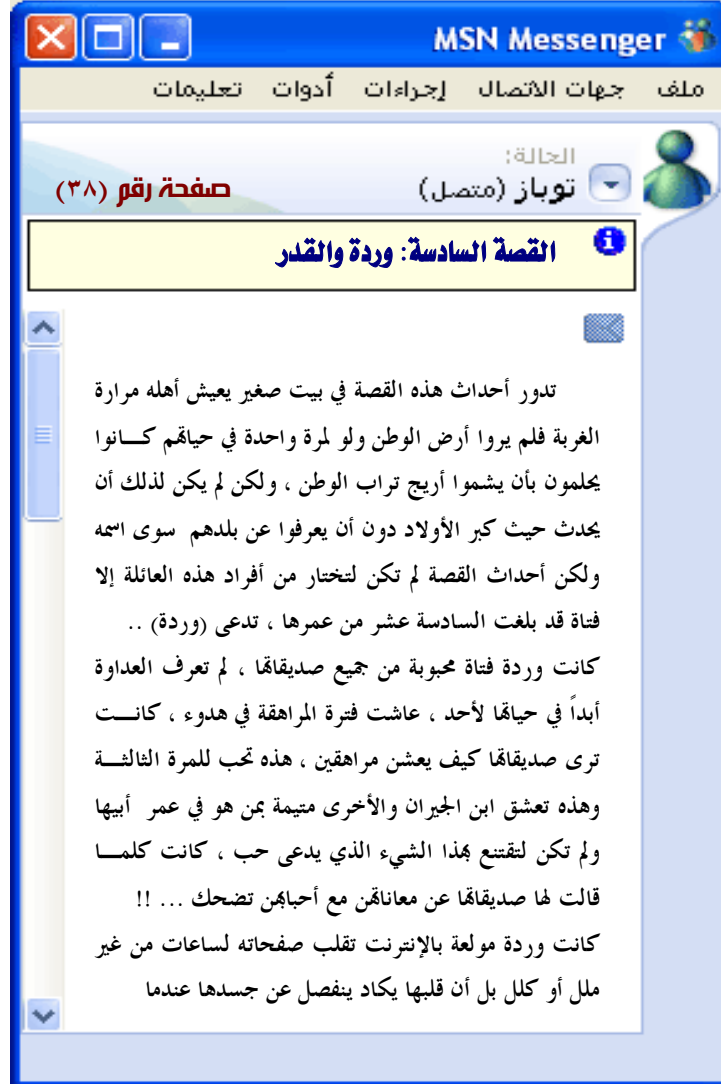 MSN Messenger
ملف جهات الاتصال إجراءات أدوات تعليمات
الحالة:
توباز (متصل)
صفحة رقم (٣٨)
القصة السادسة: وردة والقدر
تدور أحداث هذه القصة في بيت صغير يعيش أهله مرارة
الغربة فلم يروا أرض الوطن ولو لمرة واحدة في حياتهم كـــانوا
يحلمون بأن يشموا أريج تراب الوطن ، ولكن لم يكن لذلك أن
يحدث حيث كبر الأولاد دون أن يعرفوا عن بلدهم سوى اسمه
ولكن أحداث القصة لم تكن لتختار من أفراد هذه العائلة إلا
فتاة قد بلغت السادسة عشر من عمرها ، تدعى (وردة) ..
كانت وردة فتاة محبوبة من جميع صديقاتها ، لم تعرف العداوة
أبداً في حياتها لأحد ، عاشت فترة المراهقة في هدوء ، كانـــت
ترى صديقاتها كيف يعشن مراهقين ، هذه تحب للمرة الثالثـــة
وهذه تعشق ابن الجيران والأخرى متيمة بمن هو في عمر أبيها
ولم تكن لتقتنع بهذا الشيء الذي يدعى حب ، كانت كلمـــا
قالت لها صديقاتها عن معاناتهن مع أحبابهن تضحك ... !!
كانت وردة مولعة بالإنترنت تقلب صفحاته لساعات من غير
ملل أو كلل بل أن قلبها يكاد ينفصل عن جسدها عندما